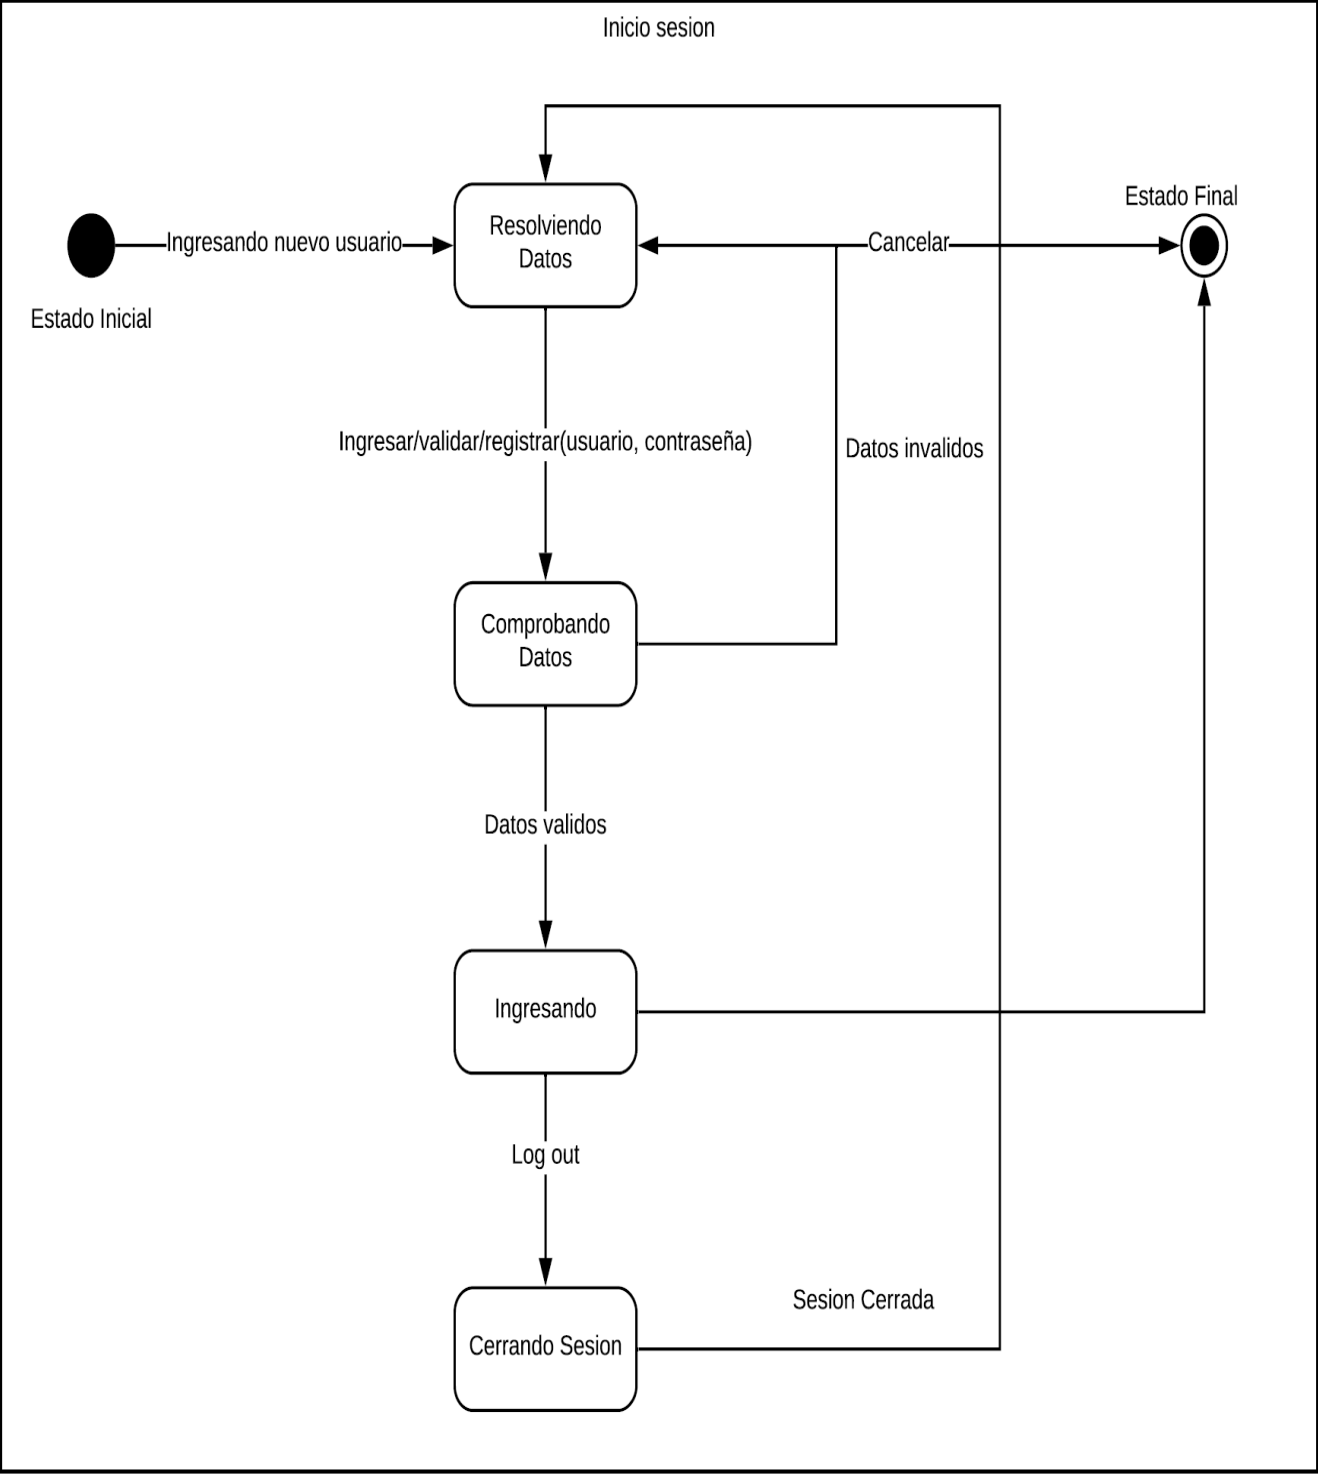 Inicio sesion
Estado Final
Resolviendo
Datos
Ingresando nuevo usuario
Cancelar
Estado Inicial
Ingresar/validar/registrar(usuario, contraseña)
Datos invalidos
Comprobando
Datos
Datos validos
Ingresando
Log out
Sesion Cerrada
Cerrando Sesion